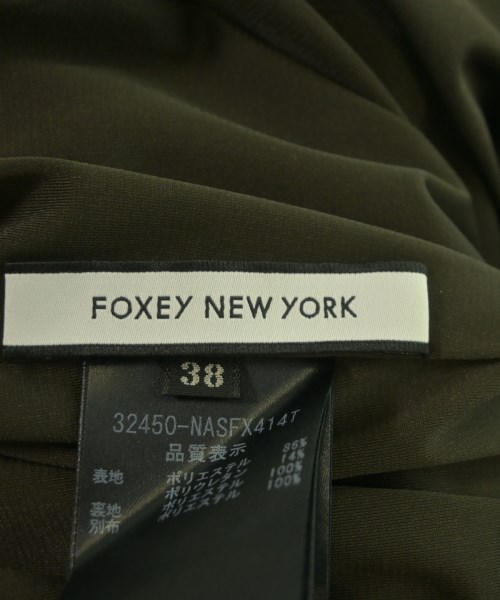 FOXEY NEW YORK
38
32450-NASFX414T
品質表示
表地 ポリエステル 86%
ポリウレタン 14%
裏地 ポリエステル 100%
別布 ポリエステル 100%